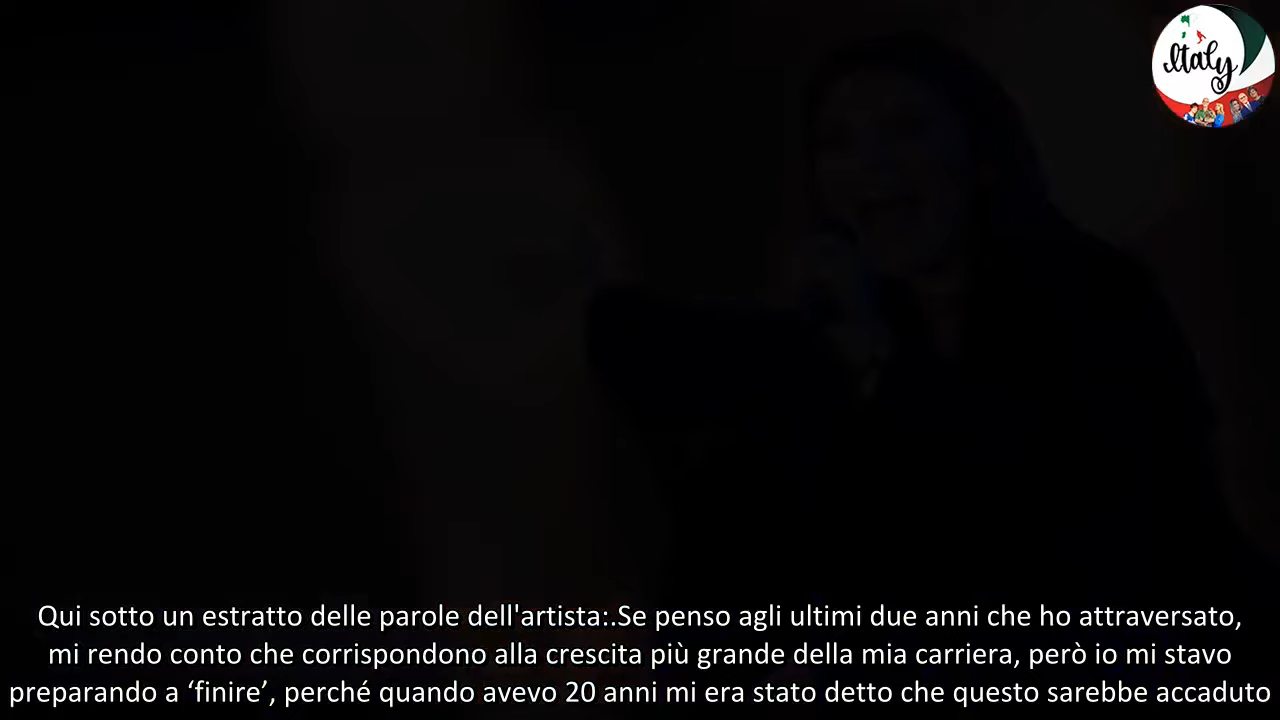 Italy
Qui sotto un estratto delle parole dell'artista:.Se penso agli ultimi due anni che ho attraversato,
mi rendo conto che corrispondono alla crescita più grande della mia carriera, però io mi stavo
preparando a ‘finire’, perché quando avevo 20 anni mi era stato detto che questo sarebbe accaduto